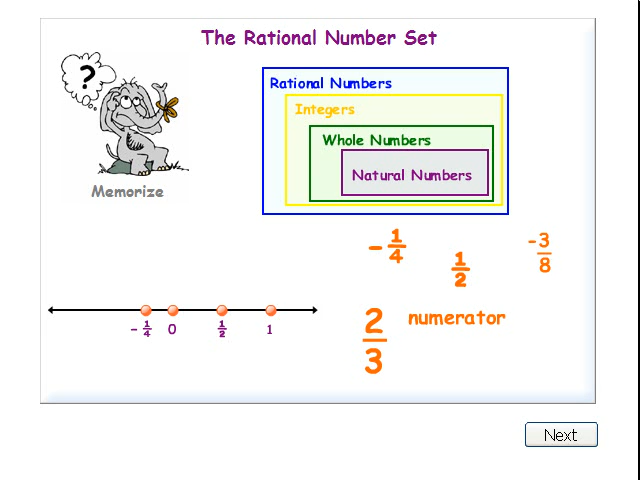 The Rational Number Set
?
Rational Numbers
Integers
Whole Numbers
Natural Numbers
Memorize
- 1/4
1/2
-3/8
- 1/4 0 1/2 1
2/3
numerator
Next